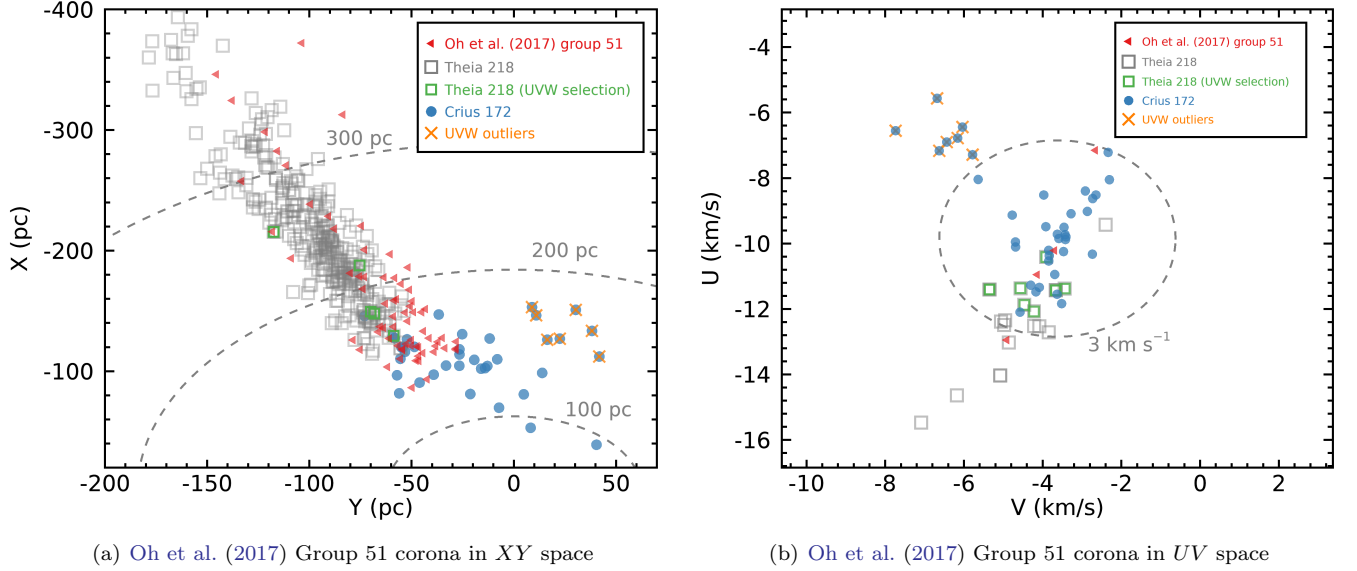 -400
-300
-200
-100
X (pc)
-200
-150
-100
-50
0
50
Y (pc)
300 pc
200 pc
100 pc
Oh et al. (2017) group 51
Theia 218
Theia 218 (UVW selection)
Crius 172
UVW outliers
(a) Oh et al. (2017) Group 51 corona in XY space
-4
-6
-8
-10
-12
-14
-16
U (km/s)
-10
-8
-6
-4
-2
0
2
V (km/s)
3 km s⁻¹
Oh et al. (2017) group 51
Theia 218
Theia 218 (UVW selection)
Crius 172
UVW outliers
(b) Oh et al. (2017) Group 51 corona in UV space